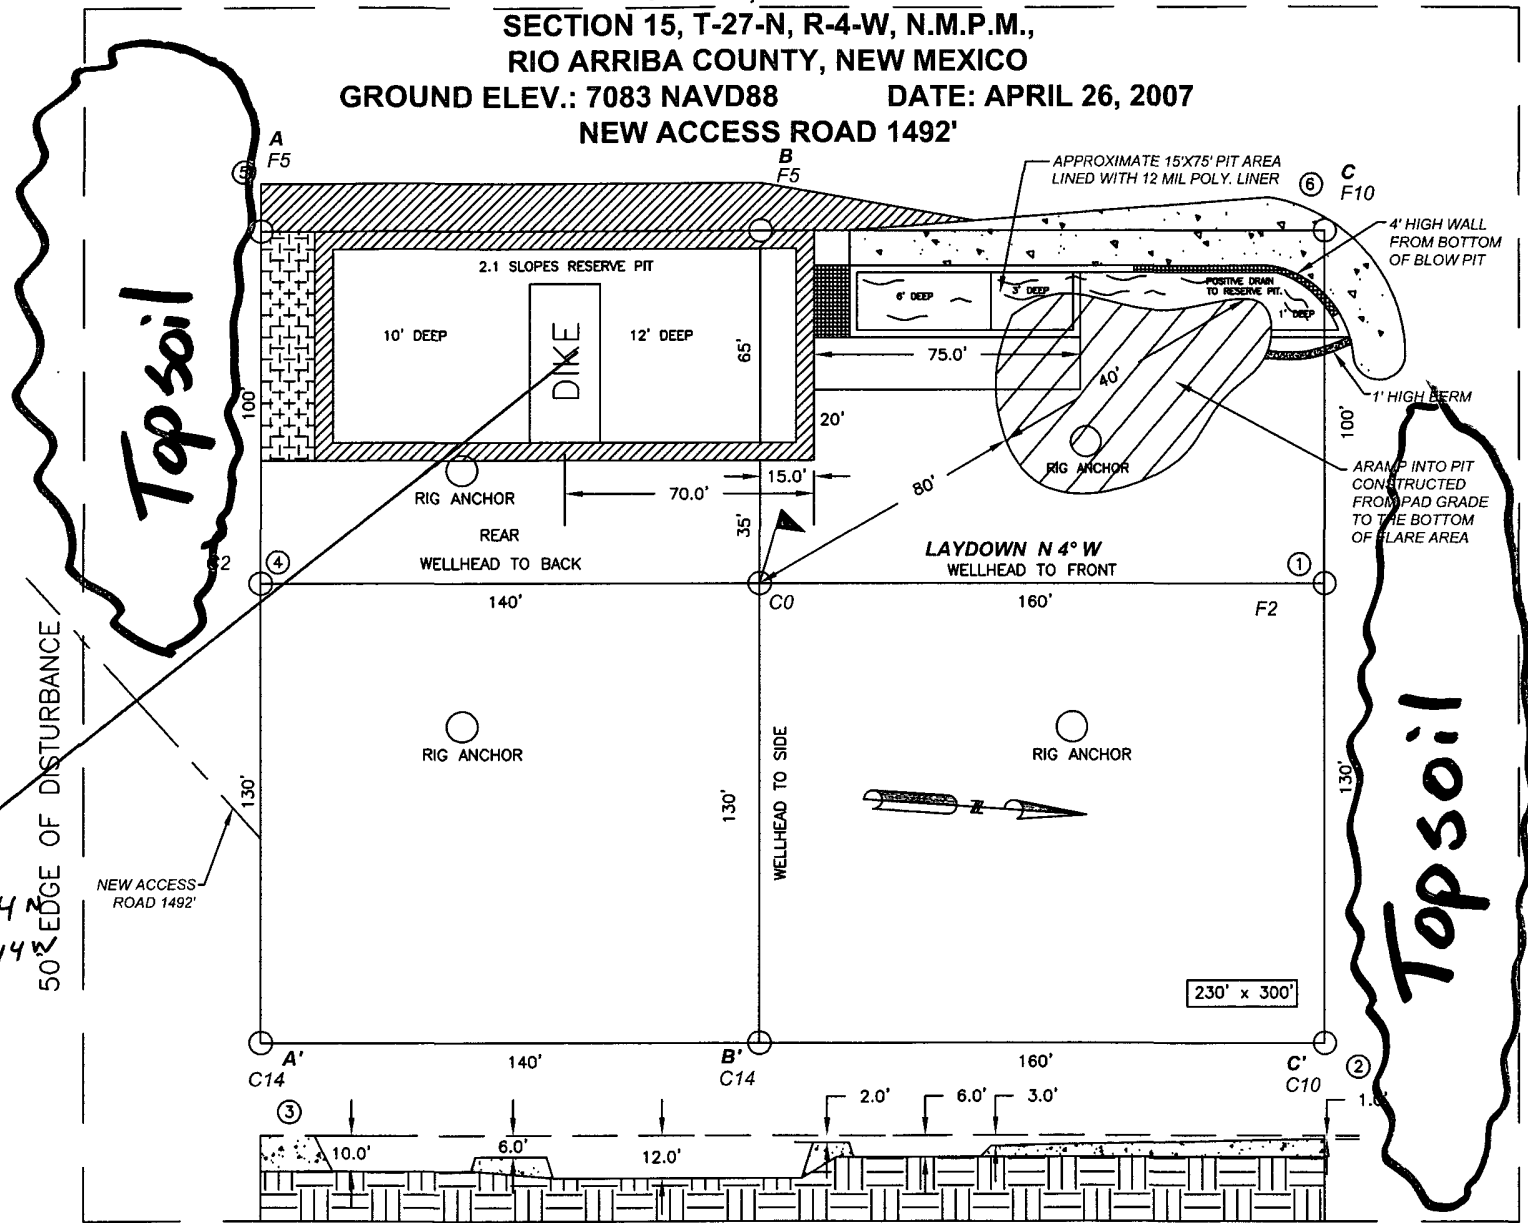 SECTION 15, T-27-N, R-4-W, N.M.P.M.,
RIO ARRIBA COUNTY, NEW MEXICO
GROUND ELEV.: 7083 NAVD88 DATE: APRIL 26, 2007
NEW ACCESS ROAD 1492'
A
F5
5
B
F5
APPROXIMATE 15'X75' PIT AREA
LINED WITH 12 MIL POLY. LINER
6
C
F10
4' HIGH WALL
FROM BOTTOM
OF BLOW PIT
2.1 SLOPES RESERVE PIT
10' DEEP
DIKE
12' DEEP
65'
6' DEEP
3' DEEP
POSITIVE DRAIN
TO RESERVE PIT.
1' DEEP
75.0'
40'
20'
1' HIGH BERM
100'
100'
Topsoil
RIG ANCHOR
RIG ANCHOR
15.0'
70.0'
80'
35'
ARAMP INTO PIT
CONSTRUCTED
FROM PAD GRADE
TO THE BOTTOM
OF FLARE AREA
REAR
WELLHEAD TO BACK
LAYDOWN N 4° W
WELLHEAD TO FRONT
4
1
140'
C0
160'
F2
50' EDGE OF DISTURBANCE
RIG ANCHOR
RIG ANCHOR
130'
130'
130'
WELLHEAD TO SIDE
N
Topsoil
NEW ACCESS
ROAD 1492'
230' x 300'
A'
C14
140'
B'
C14
160'
C'
C10
2
3
10.0'
6.0'
12.0'
2.0'
6.0'
3.0'